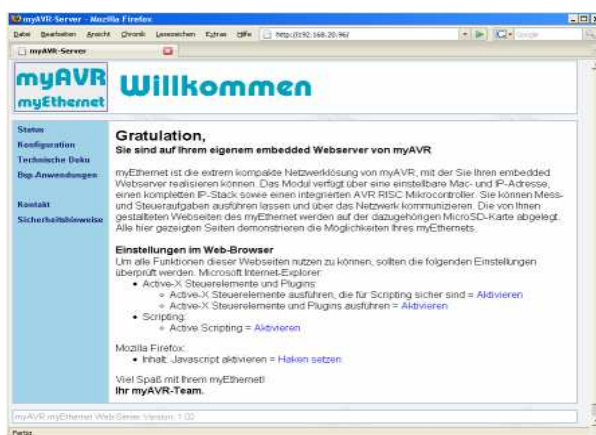 myAVR-Server - Mozilla Firefox
Datei Bearbeiten Ansicht Chronik Lesezeichen Extras Hilfe http://192.168.20.96/ Google
myAVR-Server
myAVR
myEthernet
Willkommen
Status
Konfiguration
Technische Doku
Bsp.Anwendungen
Kontakt
Sicherheitshinweise
Gratulation,
Sie sind auf Ihrem eigenem embedded Webserver von myAVR
myEthernet ist die extrem kompakte Netzwerklösung von myAVR, mit der Sie Ihren embedded
Webserver realisieren können. Das Modul verfügt über eine einstellbare Mac- und IP-Adresse,
einen kompletten IP-Stack sowie einen integrierten AVR RISC Mikrocontroller. Sie können Mess-
und Steueraufgaben ausführen lassen und über das Netzwerk kommunizieren. Die von Ihnen
gestallteten Webseiten des myEthernet werden auf der dazugehörigen MicroSD-Karte abgelegt.
Alle hier gezeigten Seiten demonstrieren die Möglichkeiten Ihres myEthernets.
Einstellungen im Web-Browser
Um alle Funktionen dieser Webseiten nutzen zu können, sollten die folgenden Einstellungen
überprüft werden. Microsoft Internet-Explorer:
• Active-X Steuerelemente und Plugins:
Active-X Steuerelemente ausführen, die für Scripting sicher sind = Aktivieren
Active-X Steuerelemente und Plugins ausführen = Aktivieren
• Scripting:
Active Scripting = Aktivieren
Mozilla Firefox:
• Inhalt: Javascript aktivieren = Haken setzen
Viel Spaß mit Ihrem myEthernet!
Ihr myAVR-Team.
myAVR myEthernet Web-Server Version: 1.00
Fertig